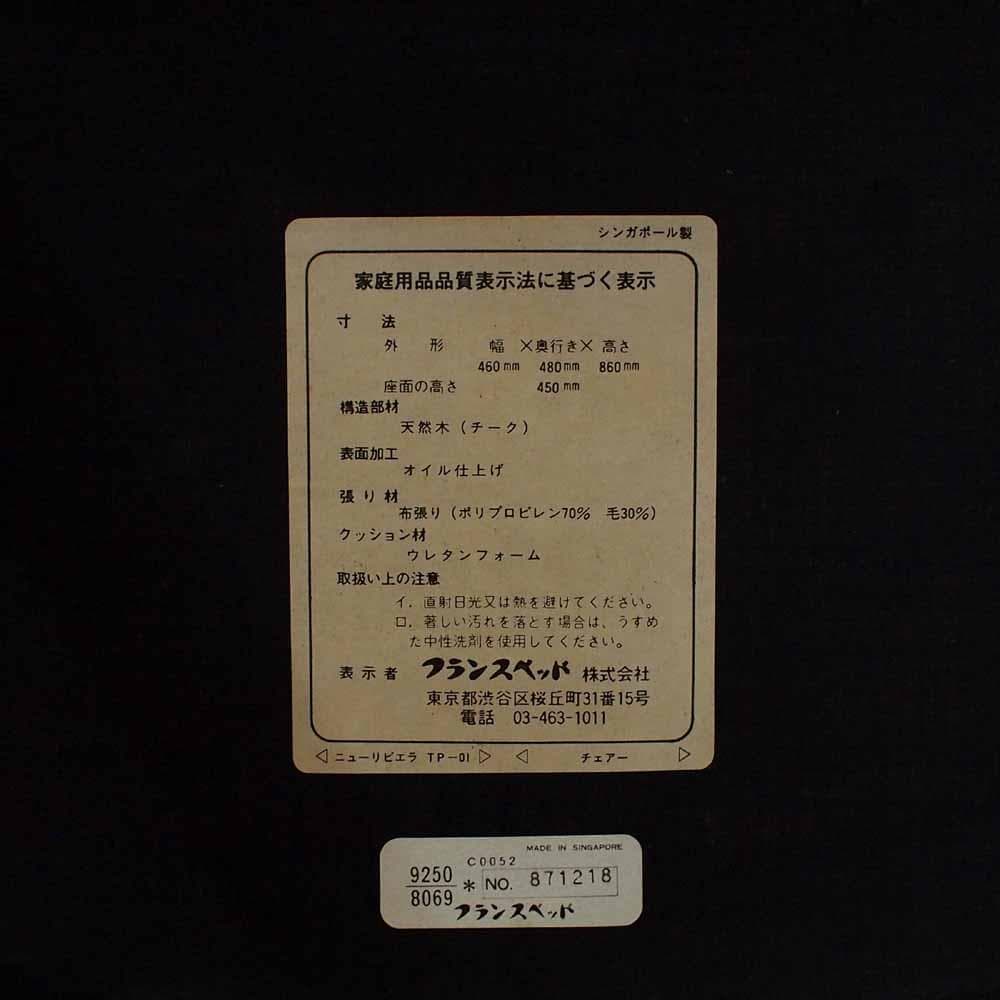 シンガポール製
家庭用品品質表示法に基づく表示
寸　法
外　形　幅　×奥行き×　高さ
460mm　480mm　860mm
座面の高さ　450mm
構造部材
天然木（チーク）
表面加工
オイル仕上げ
張り材
布張り（ポリプロピレン70%　毛30%）
クッション材
ウレタンフォーム
取扱い上の注意
イ．直射日光又は熱を避けてください。
ロ．著しい汚れを落とす場合は、うすめ
た中性洗剤を使用してください。
表示者　フランスベッド　株式会社
東京都渋谷区桜丘町31番15号
電話　03-463-1011
◁ ニューリビエラ TP-01 ▷　◁ チェアー ▷
MADE IN SINGAPORE
C0052
9250
8069
* NO. 871218
フランスベッド